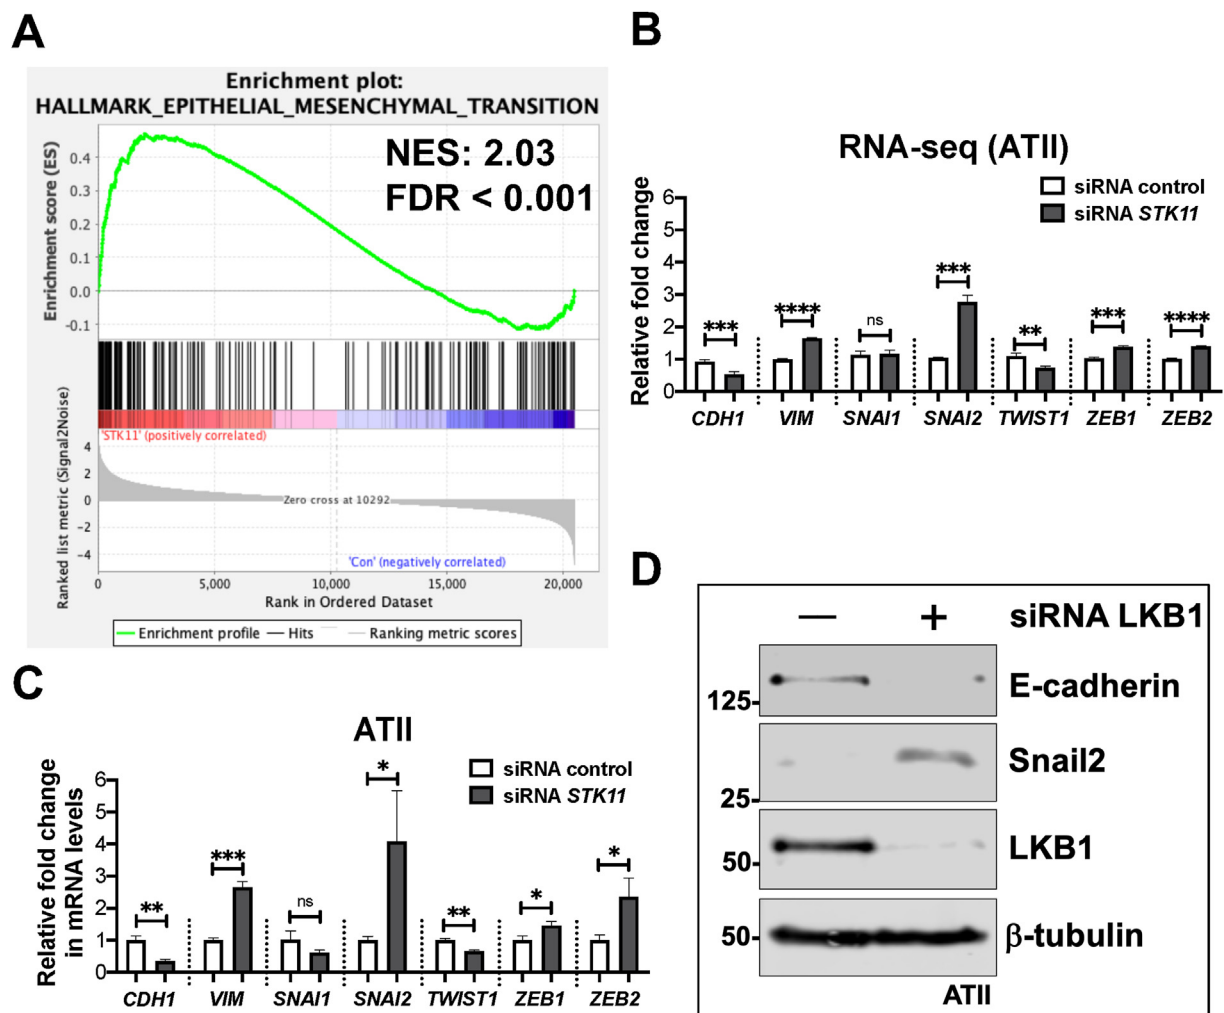 A
Enrichment plot:
HALLMARK_EPITHELIAL_MESENCHYMAL_TRANSITION
NES: 2.03
FDR < 0.001
Enrichment score (ES)
0.4
0.3
0.2
0.1
0.0
-0.1
'STK11' (positively correlated)
Ranked list metric (Signal2Noise)
4
2
0
-2
-4
Zero cross at 10292
'Con' (negatively correlated)
0 5,000 10,000 15,000 20,000
Rank in Ordered Dataset
Enrichment profile Hits Ranking metric scores
B
RNA-seq (ATII)
siRNA control
siRNA STK11
Relative fold change
6
5
4
3
2
1
0
*** **** ns *** ** *** ****
CDH1 VIM SNAI1 SNAI2 TWIST1 ZEB1 ZEB2
C
ATII
siRNA control
siRNA STK11
Relative fold change
in mRNA levels
6
5
4
3
2
1
0
** *** ns * ** * *
CDH1 VIM SNAI1 SNAI2 TWIST1 ZEB1 ZEB2
D
— + siRNA LKB1
125 E-cadherin
25 Snail2
50 LKB1
50 β-tubulin
ATII